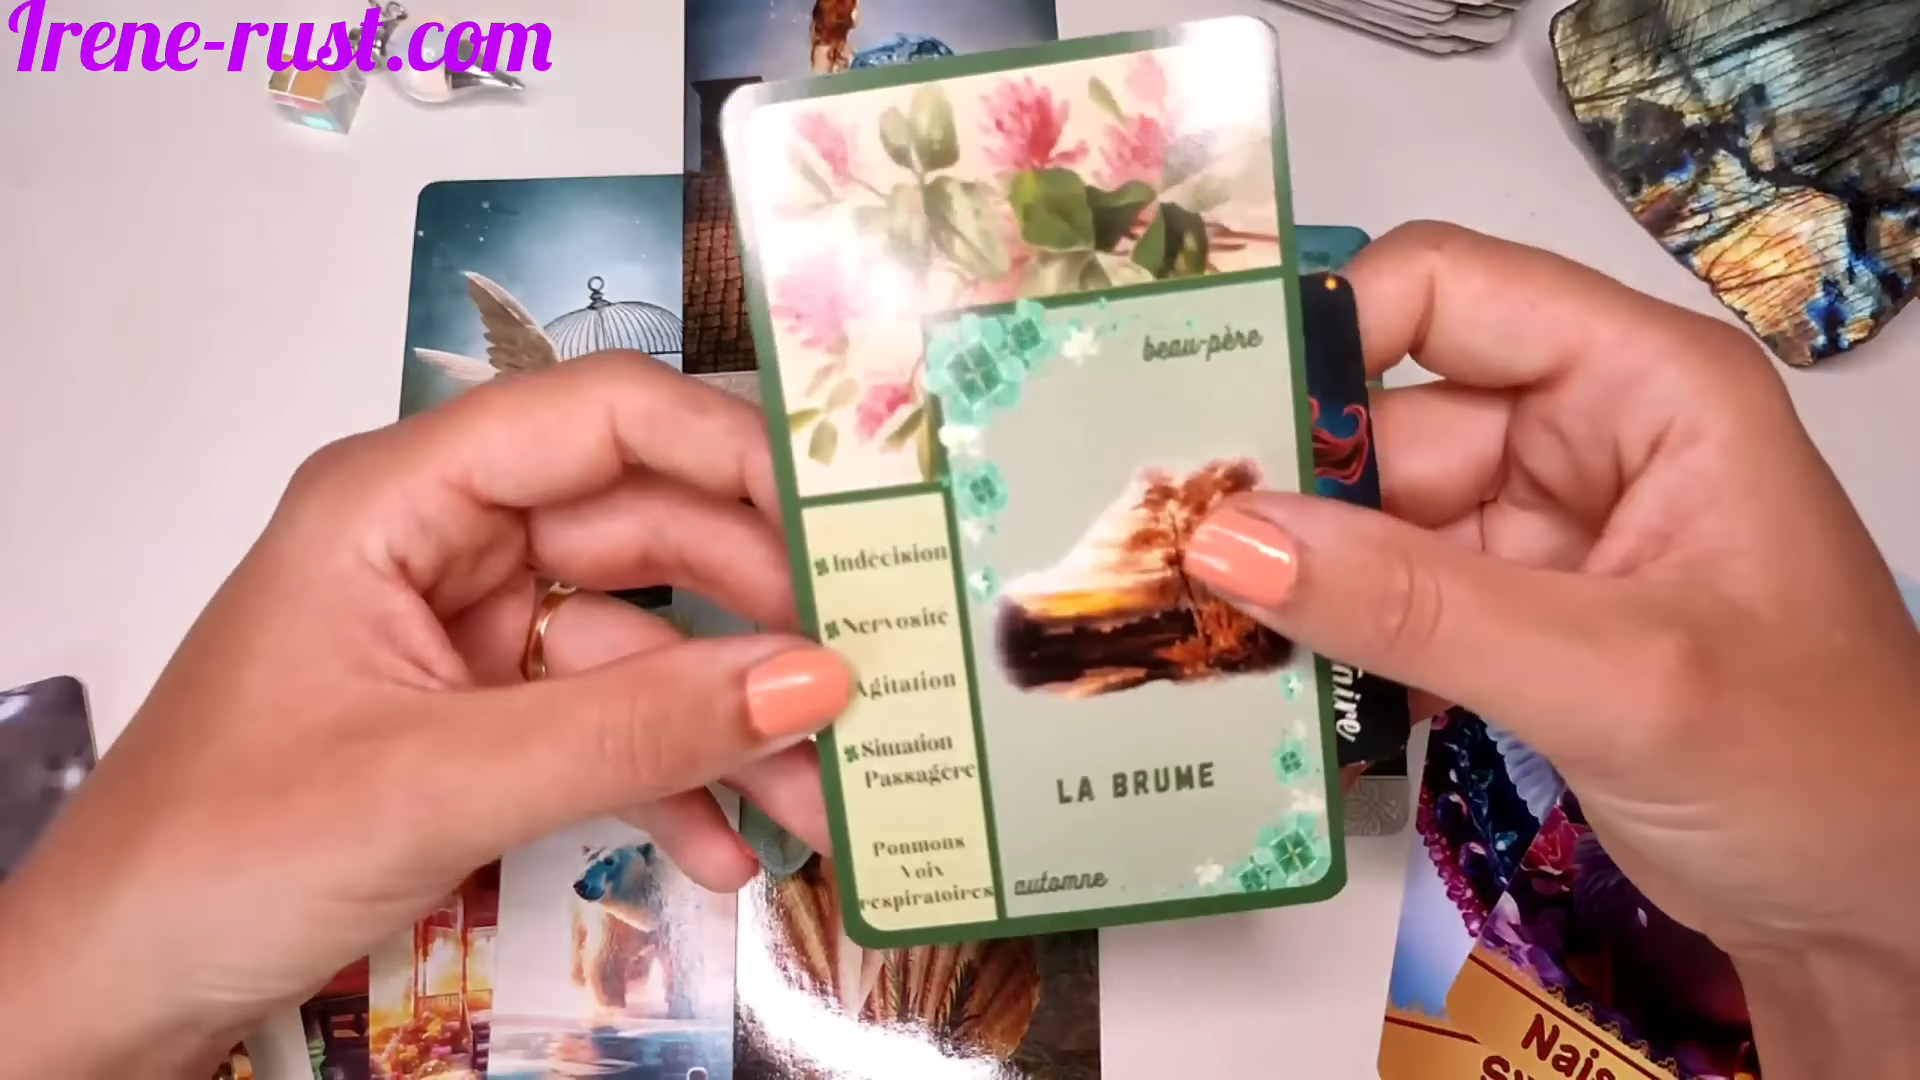 Irene-rust.com
beau-père
Indécision
Nervosité
Agitation
Situation
Passagère
LA BRUME
Poumons
Voix
respiratoires
automne